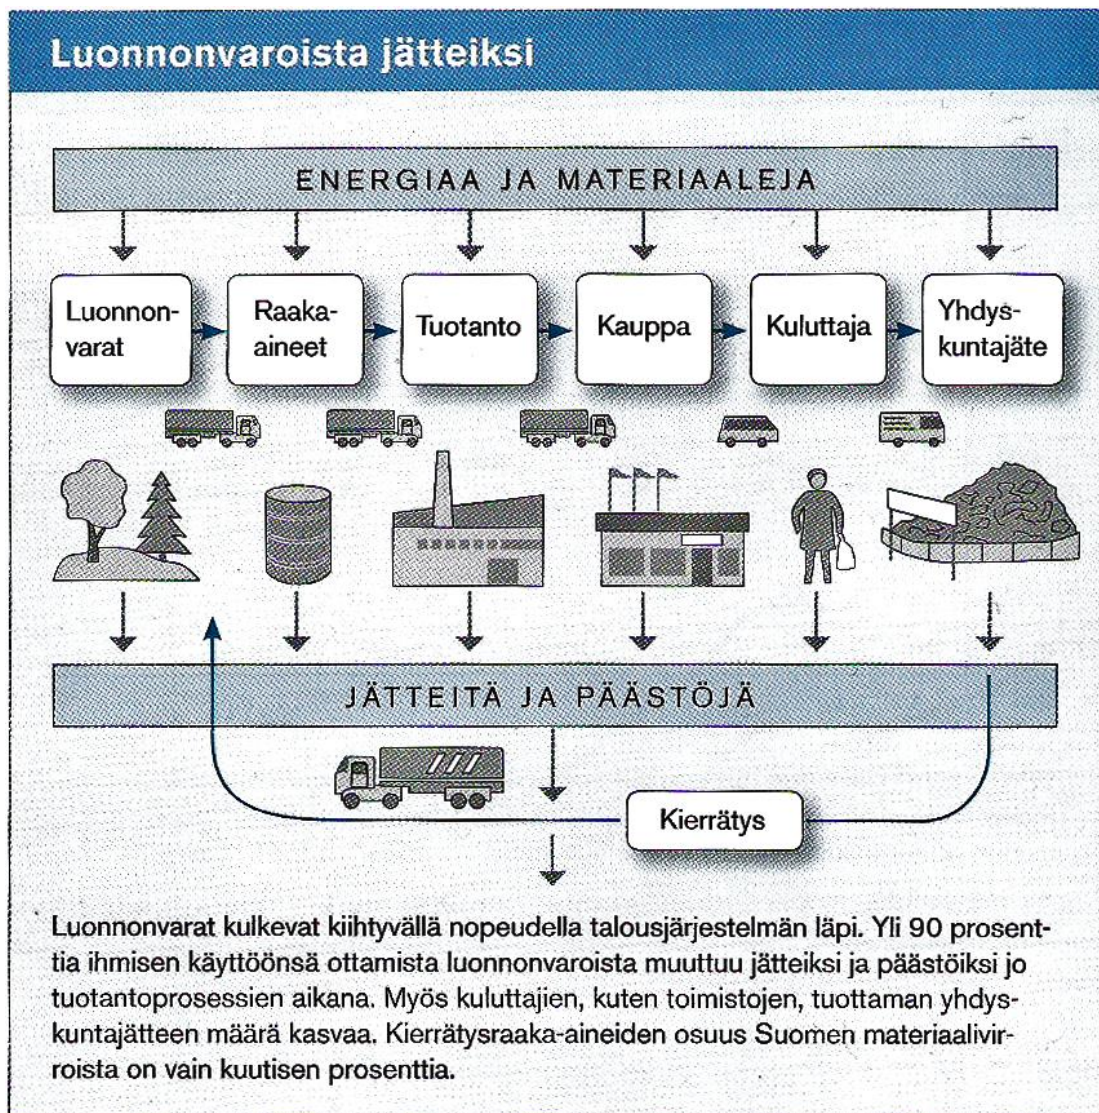 Luonnonvaroista jätteiksi
ENERGIAA JA MATERIAALEJA
Luonnon-
varat
Raaka-
aineet
Tuotanto
Kauppa
Kuluttaja
Yhdys-
kuntajäte
JÄTTEITÄ JA PÄÄSTÖJÄ
Kierrätys
Luonnonvarat kulkevat kiihtyvällä nopeudella talousjärjestelmän läpi. Yli 90 prosent-
tia ihmisen käyttöönsä ottamista luonnonvaroista muuttuu jätteiksi ja päästöiksi jo
tuotantoprosessien aikana. Myös kuluttajien, kuten toimistojen, tuottaman yhdys-
kuntajätteen määrä kasvaa. Kierrätysraaka-aineiden osuus Suomen materiaalivir-
roista on vain kuutisen prosenttia.